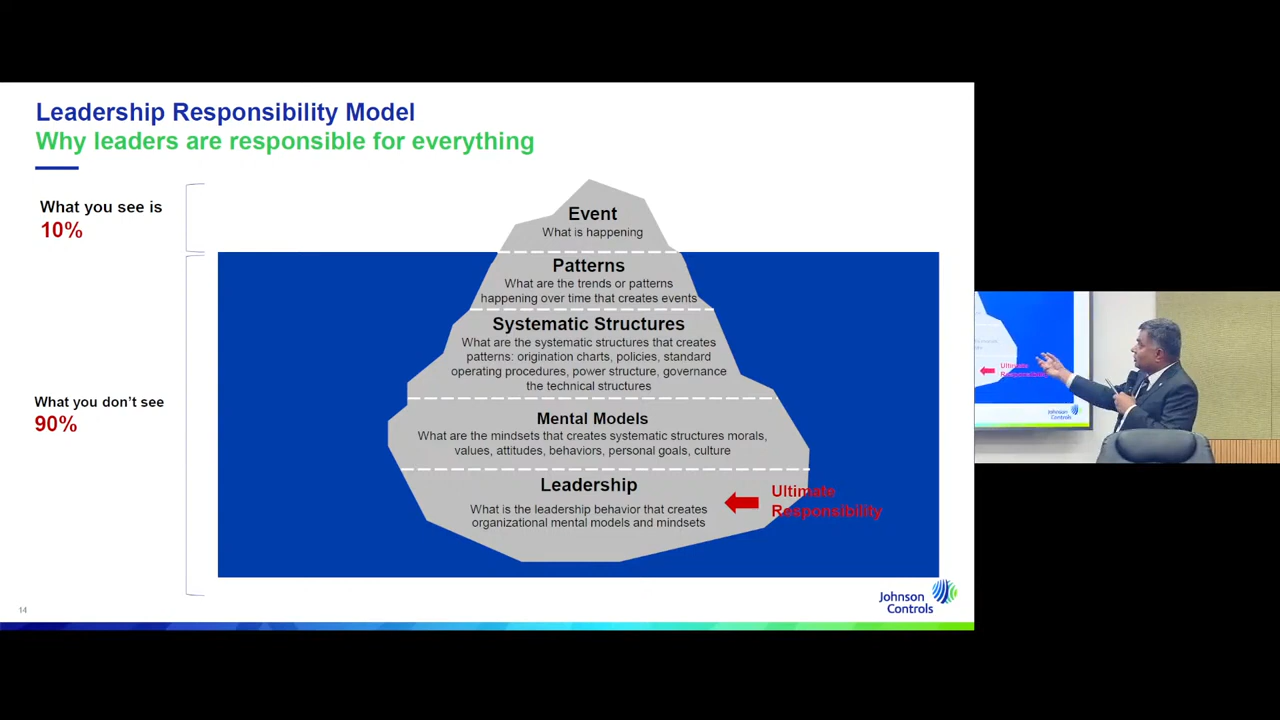 Leadership Responsibility Model
Why leaders are responsible for everything
What you see is
10%
Event
What is happening
Patterns
What are the trends or patterns
happening over time that creates events
Systematic Structures
What are the systematic structures that creates
patterns: origination charts, policies, standard
operating procedures, power structure, governance
the technical structures
What you don't see
90%
Mental Models
What are the mindsets that creates systematic structures morals,
values, attitudes, behaviors, personal goals, culture
Leadership
What is the leadership behavior that creates
organizational mental models and mindsets
Ultimate
Responsibility
14
Johnson
Controls
Ultimate
Responsibility
Johnson
Controls